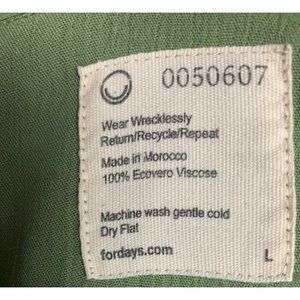 0050607
Wear Wrecklessly
Return/Recycle/Repeat
Made in Morocco
100% Ecovero Viscose
Machine wash gentle cold
Dry Flat
fordays.com
L